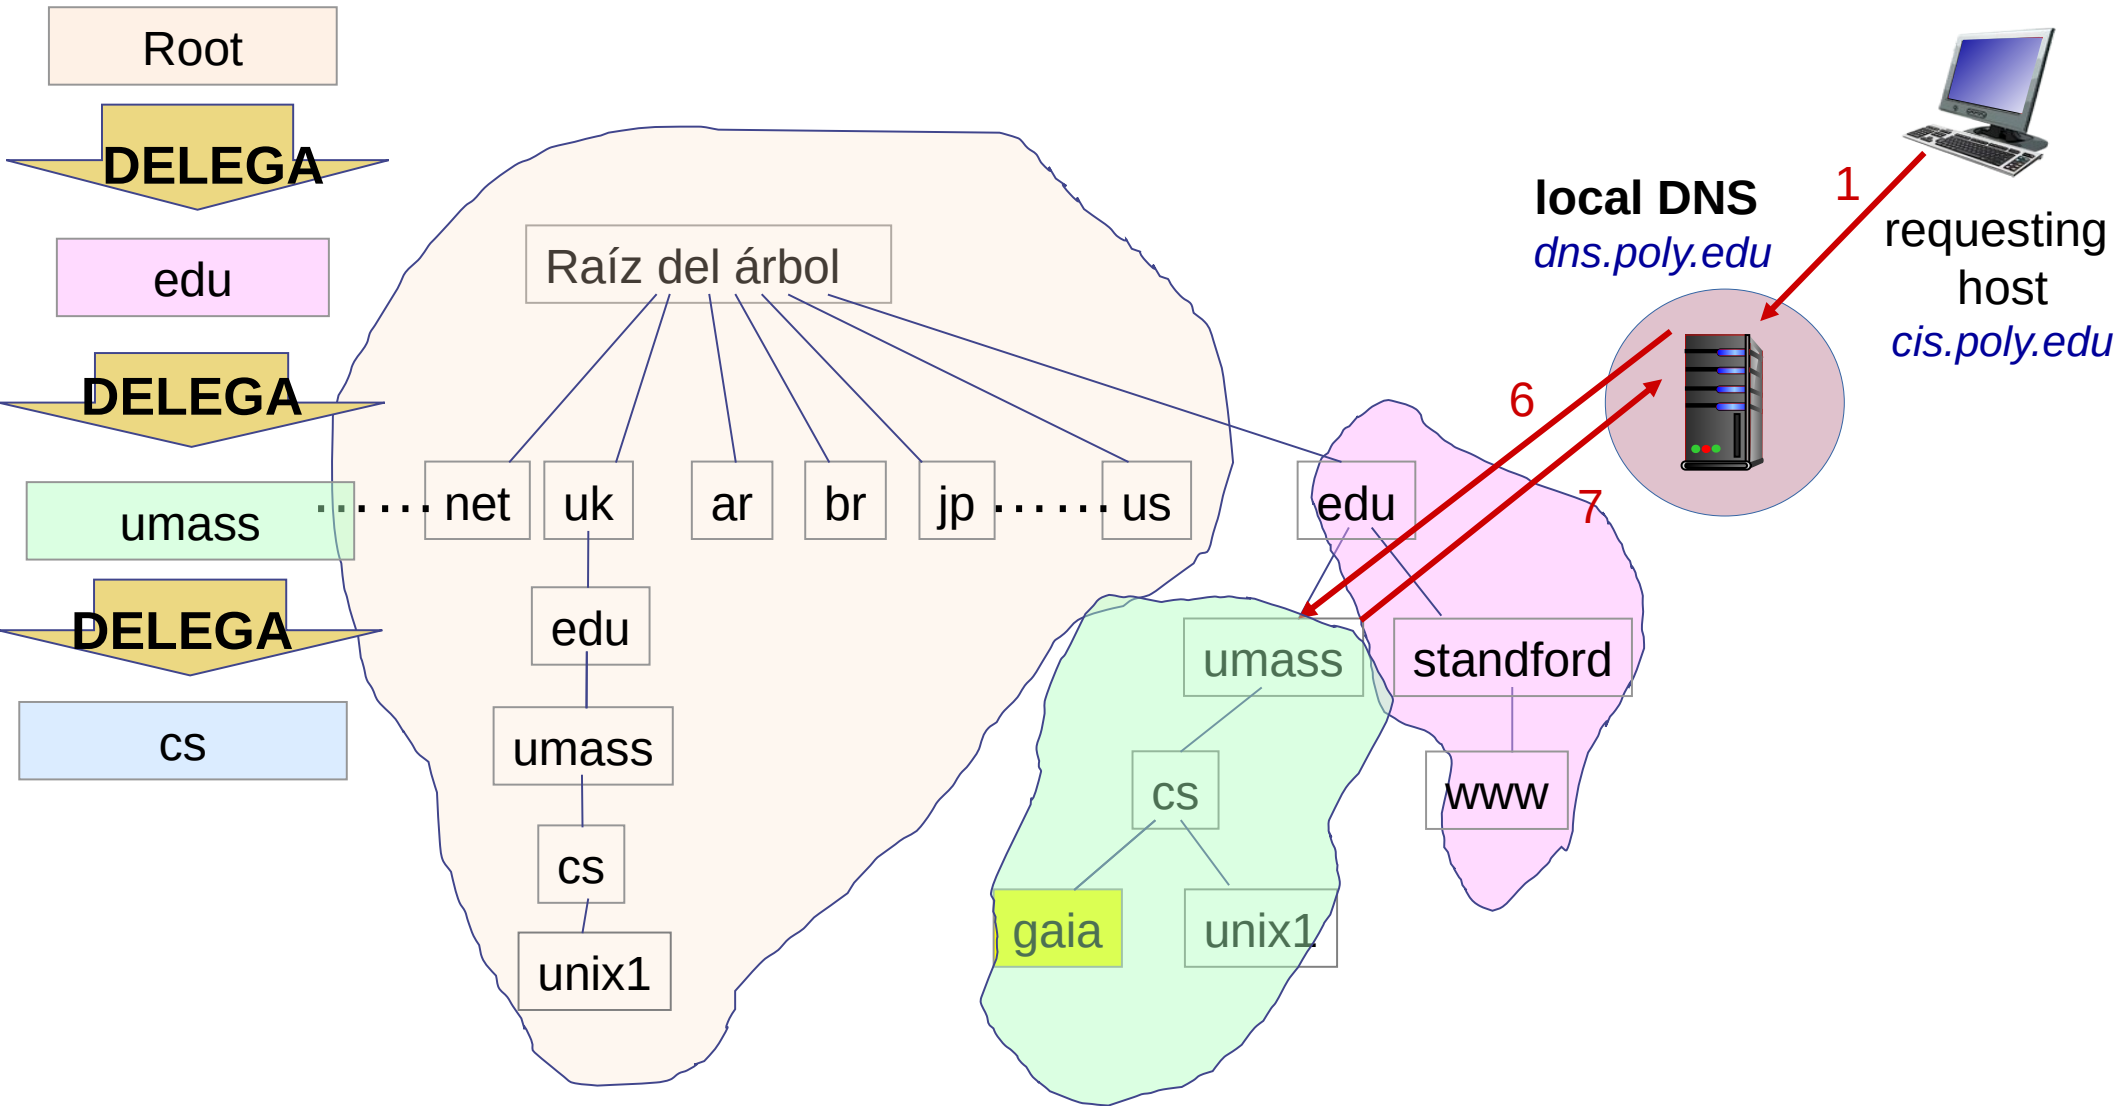 Root
DELEGA
edu
DELEGA
umass
DELEGA
cs
Raíz del árbol
...... net uk ar br jp ...... us edu
edu
umass
cs
unix1
umass standford
cs www
gaia unix1
local DNS
dns.poly.edu
1
requesting
host
cis.poly.edu
6
7